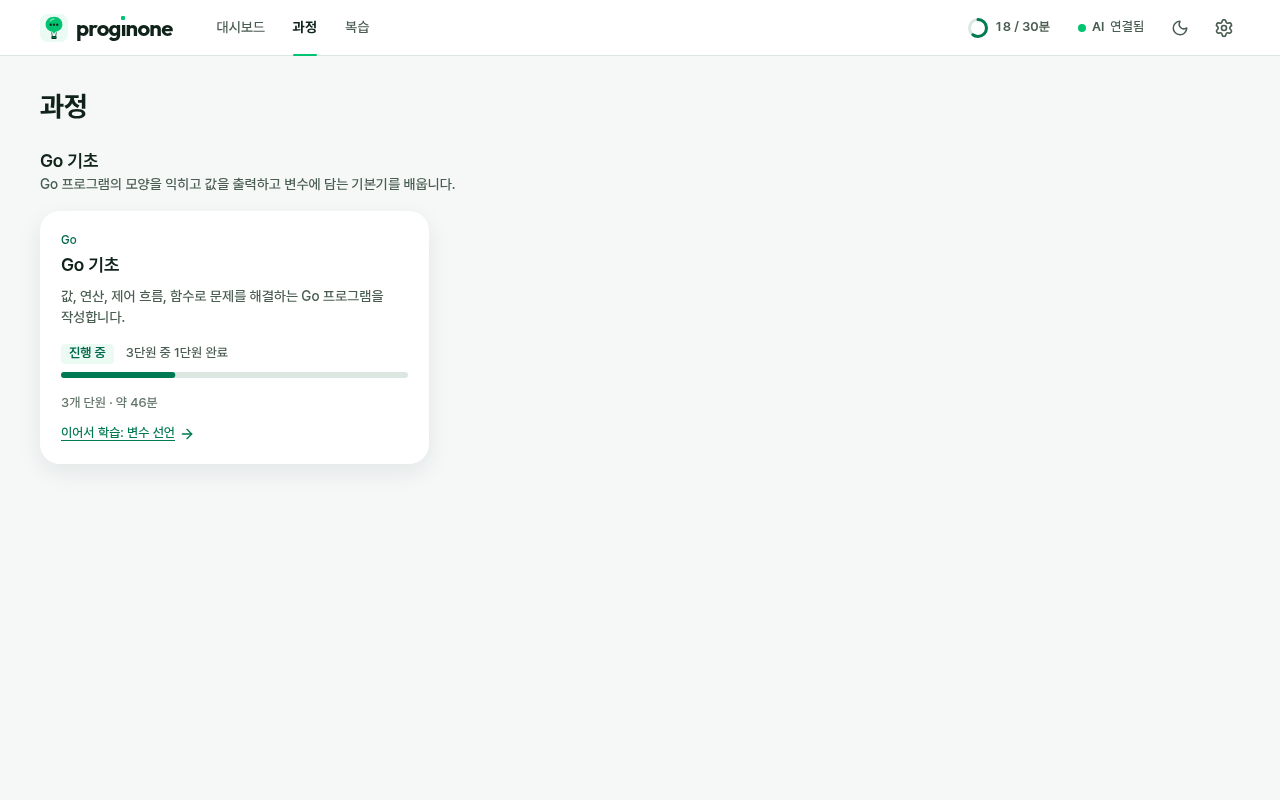 proginone
대시보드 과정 복습
18 / 30분
AI 연결됨
과정
Go 기초
Go 프로그램의 모양을 익히고 값을 출력하고 변수에 담는 기본기를 배웁니다.
Go
Go 기초
값, 연산, 제어 흐름, 함수로 문제를 해결하는 Go 프로그램을
작성합니다.
진행 중 3단원 중 1단원 완료
3개 단원 · 약 46분
이어서 학습: 변수 선언 →